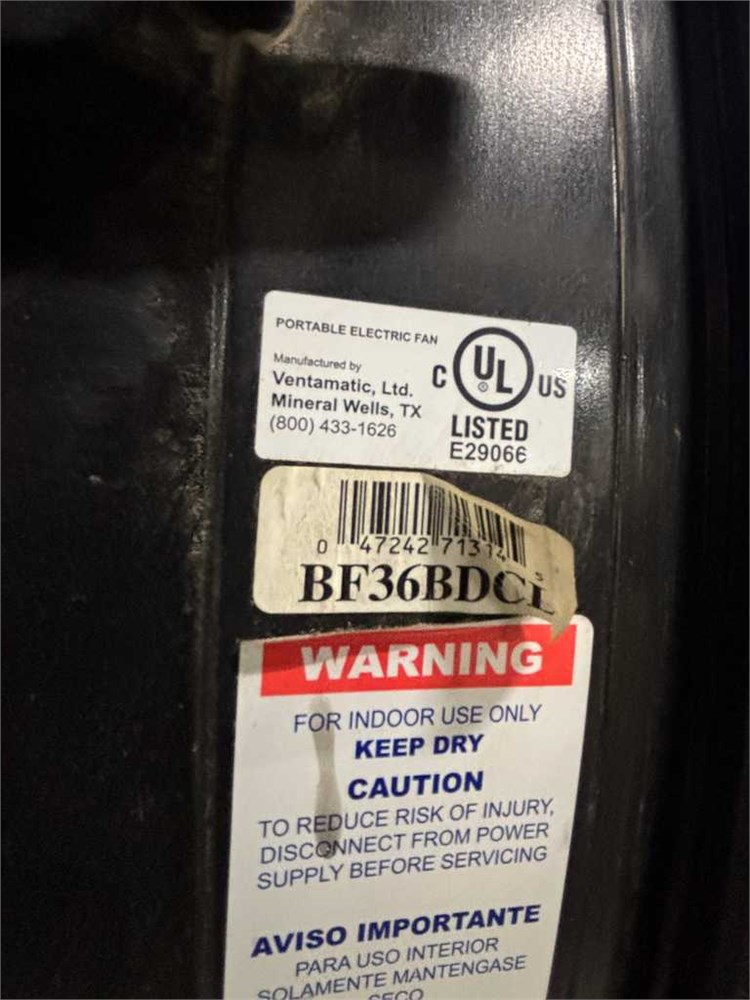 PORTABLE ELECTRIC FAN
Manufactured by
Ventamatic, Ltd.
Mineral Wells, TX
(800) 433-1626
C UL® US
LISTED
E29066
0 47242 71374
BF36BDCL
WARNING
FOR INDOOR USE ONLY
KEEP DRY
CAUTION
TO REDUCE RISK OF INJURY,
DISCONNECT FROM POWER
SUPPLY BEFORE SERVICING
AVISO IMPORTANTE
PARA USO INTERIOR
SOLAMENTE MANTENGASE
SECO